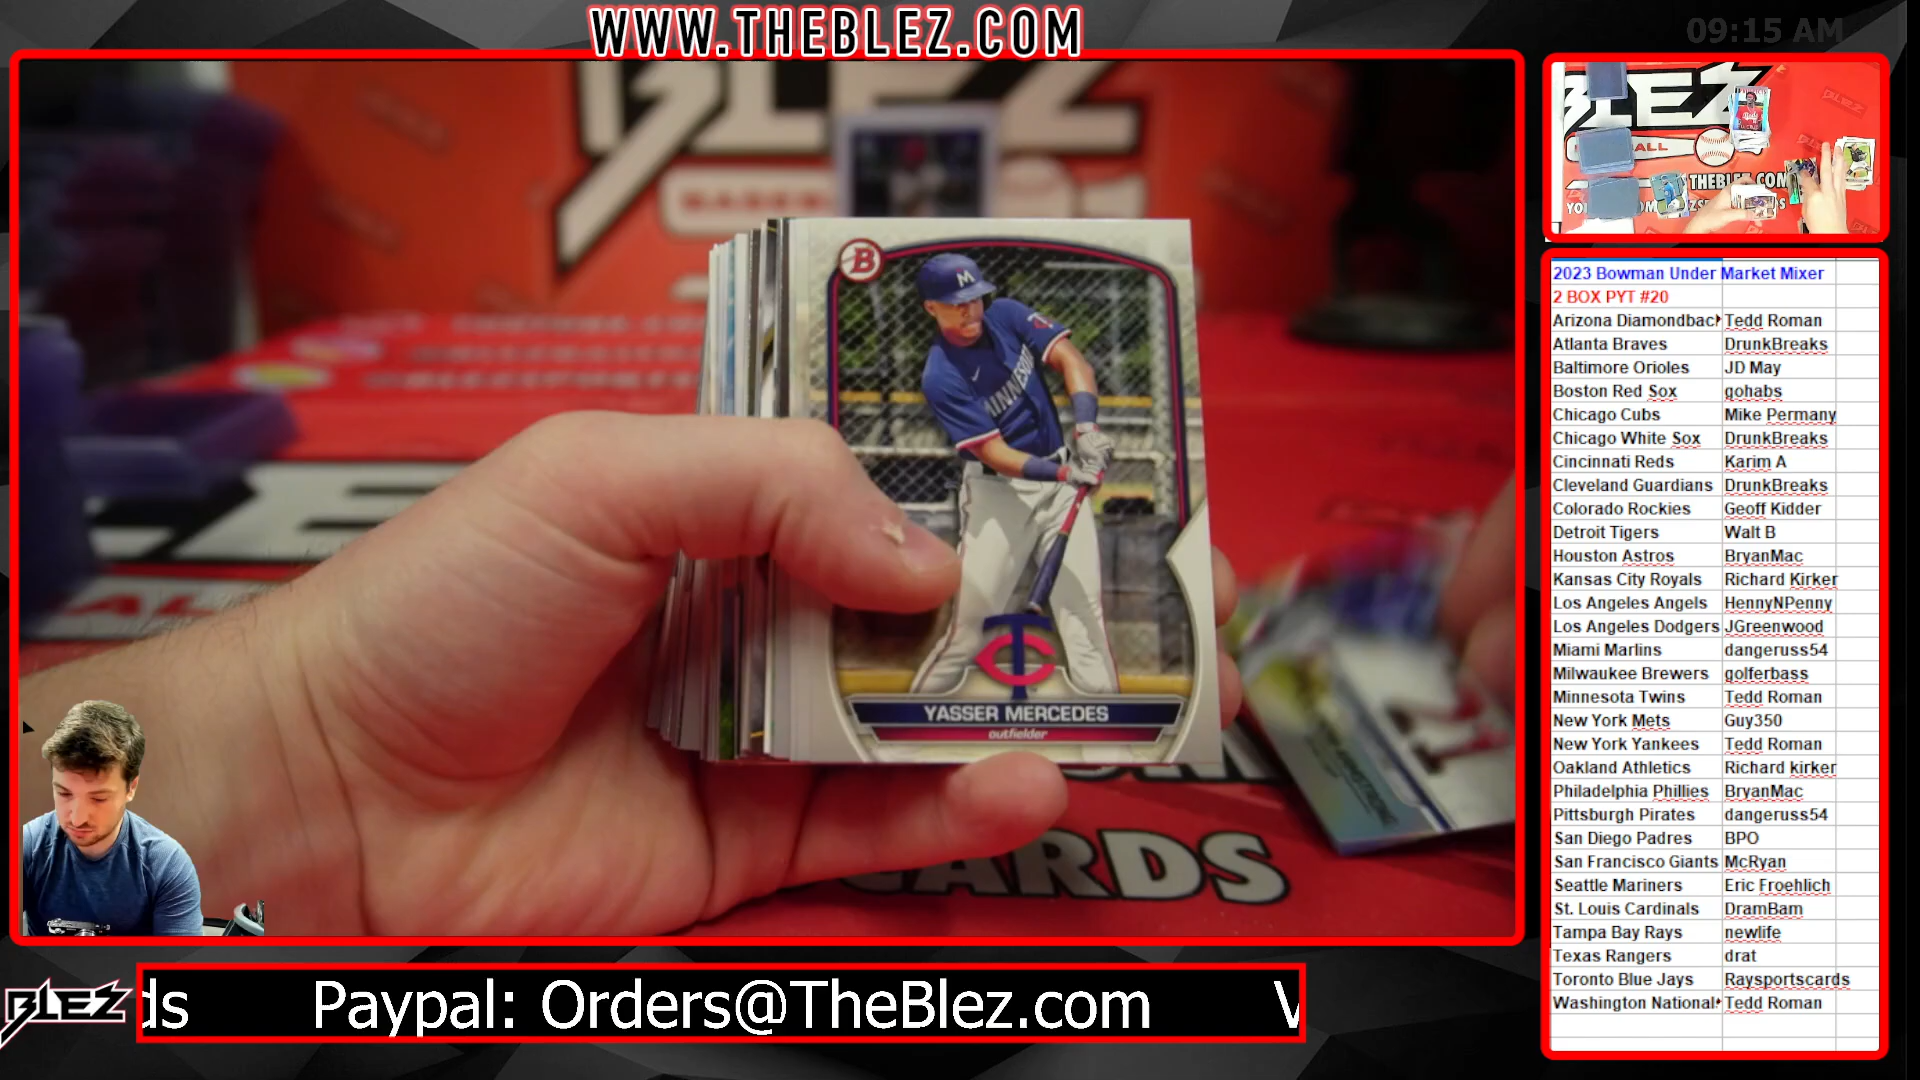 WWW.THEBLEZ.COM
09:15 AM
BLEZ
B
M
MINNESOTA
YASSER MERCEDES
outfielder
CARDS
BLEZ
BLEZ
THEBLEZ.COM
2023 Bowman Under Market Mixer
2 BOX PYT #20
Arizona Diamondbac Tedd Roman
Atlanta Braves DrunkBreaks
Baltimore Orioles JD May
Boston Red Sox gohabs
Chicago Cubs Mike Permany
Chicago White Sox DrunkBreaks
Cincinnati Reds Karim A
Cleveland Guardians DrunkBreaks
Colorado Rockies Geoff Kidder
Detroit Tigers Walt B
Houston Astros BryanMac
Kansas City Royals Richard Kirker
Los Angeles Angels HennyNPenny
Los Angeles Dodgers JGreenwood
Miami Marlins dangeruss54
Milwaukee Brewers golferbass
Minnesota Twins Tedd Roman
New York Mets Guy350
New York Yankees Tedd Roman
Oakland Athletics Richard kirker
Philadelphia Phillies BryanMac
Pittsburgh Pirates dangeruss54
San Diego Padres BPO
San Francisco Giants McRyan
Seattle Mariners Eric Froehlich
St. Louis Cardinals DramBam
Tampa Bay Rays newlife
Texas Rangers drat
Toronto Blue Jays Raysportscards
Washington National Tedd Roman
BLEZ
ds Paypal: Orders@TheBlez.com V